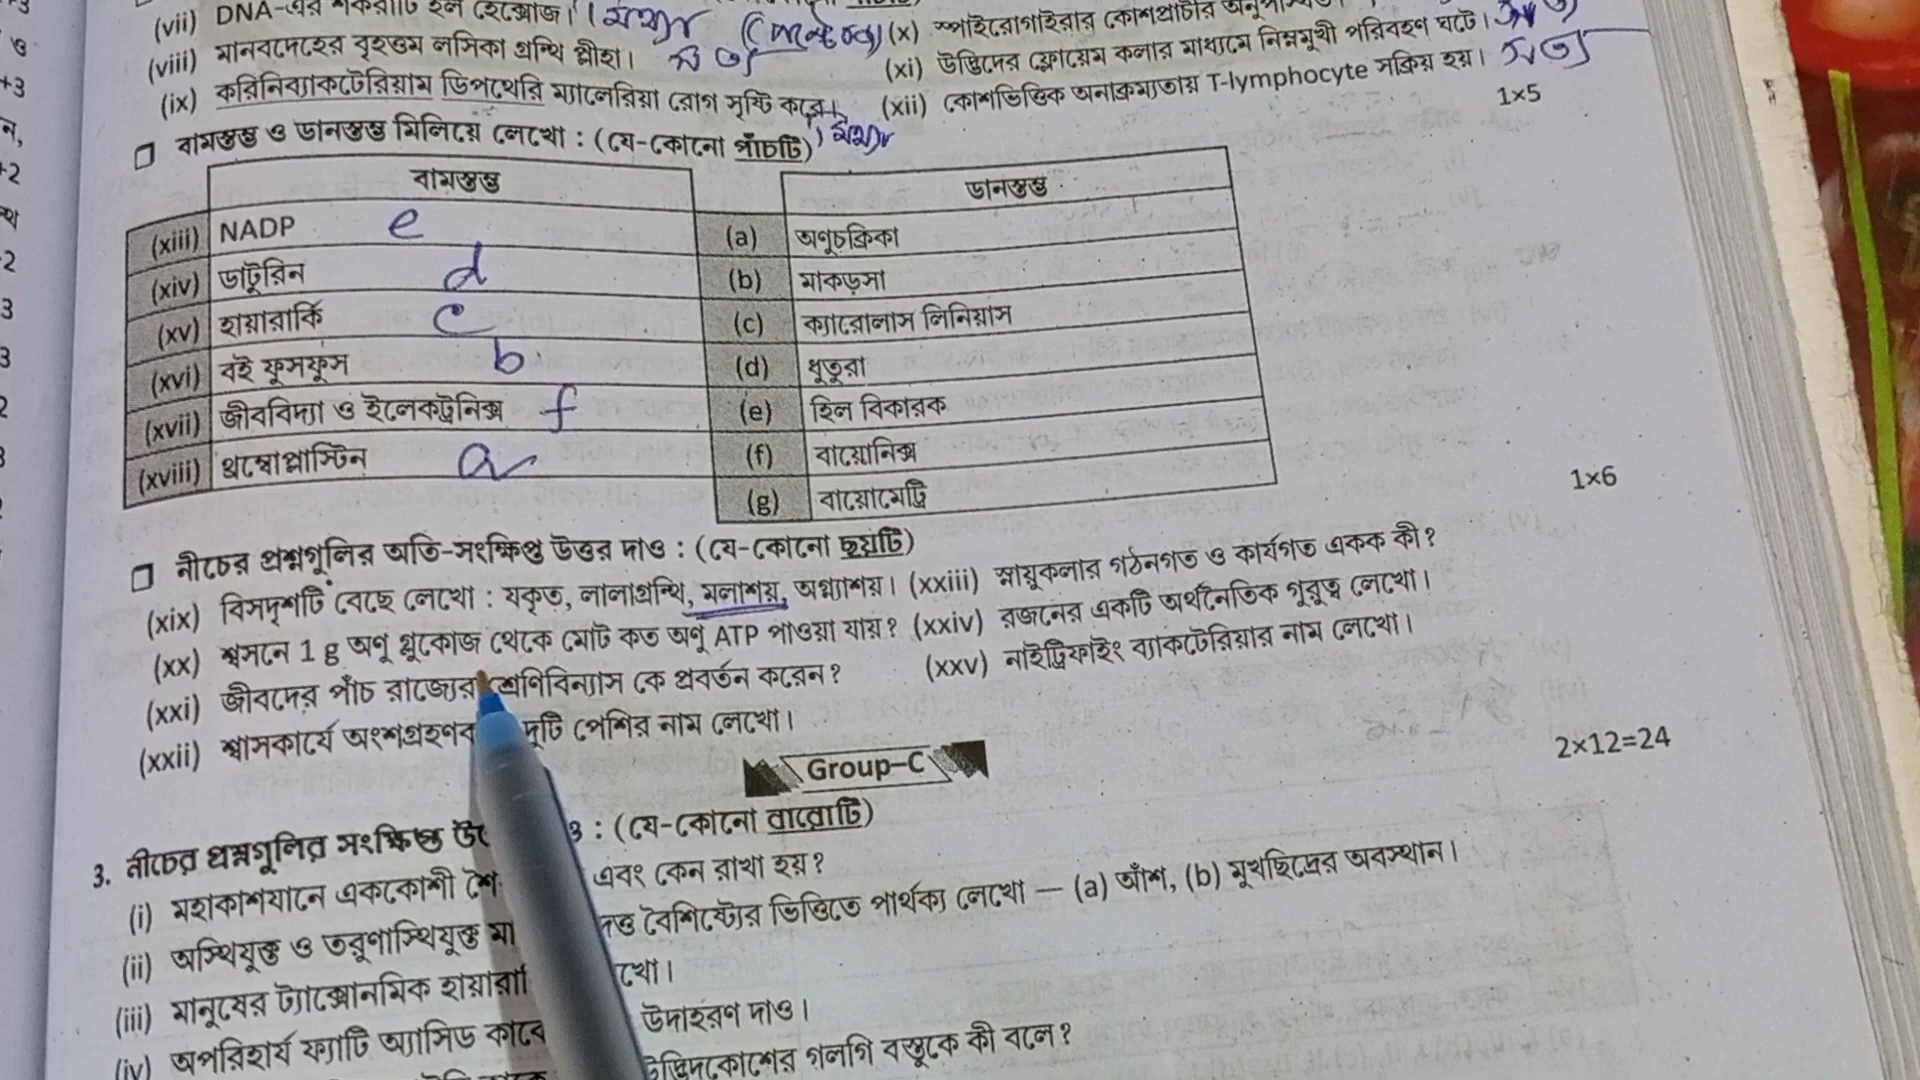 (vii) DNA-এর শর্করাটি হল হেক্সোজ। (মিথ্যা (পেন্টোজ)
(x) স্পাইরোগাইরার কোশপ্রাচীর
(viii) মানবদেহের বৃহত্তম লসিকা গ্রন্থি প্লীহা। সত্য
(xi) উদ্ভিদের ফ্লোয়েম কলার মাধ্যমে নিম্নমুখী পরিবহণ ঘটে।
(ix) করিনিব্যাকটেরিয়াম ডিপথেরি ম্যালেরিয়া রোগ সৃষ্টি করে।
(xii) কোশভিত্তিক অনাক্রম্যতায় T-lymphocyte সক্রিয় হয়। সত্য
বামস্তম্ভ ও ডানস্তম্ভ মিলিয়ে লেখো : (যে-কোনো পাঁচটি) মিথ্যা 1×5
বামস্তম্ভ ডানস্তম্ভ
(xiii) NADP e (a) অণুচক্রিকা
(xiv) ডাটুরিন d (b) মাকড়সা
(xv) হায়ারার্কি c (c) ক্যারোলাস লিনিয়াস
(xvi) বই ফুসফুস b (d) ধুতুরা
(xvii) জীববিদ্যা ও ইলেকট্রনিক্স f (e) হিল বিকারক
(xviii) থ্রম্বোপ্লাস্টিন a (f) বায়োনিক্স
(g) বায়োমেট্রি
নীচের প্রশ্নগুলির অতি-সংক্ষিপ্ত উত্তর দাও : (যে-কোনো ছয়টি) 1×6
(xix) বিসদৃশটি বেছে লেখো : যকৃত, লালাগ্রন্থি, মলাশয়, অগ্ন্যাশয়।
(xxiii) স্নায়ুকলার গঠনগত ও কার্যগত একক কী?
(xx) শ্বসনে 1 g অণু গ্লুকোজ থেকে মোট কত অণু ATP পাওয়া যায়?
(xxiv) রজনের একটি অর্থনৈতিক গুরুত্ব লেখো।
(xxi) জীবদের পাঁচ রাজ্যের শ্রেণিবিন্যাস কে প্রবর্তন করেন?
(xxv) নাইট্রিফাইং ব্যাকটেরিয়ার নাম লেখো।
(xxii) শ্বাসকার্যে দুটি পেশির নাম লেখো।
Group–C
3. নীচের প্রশ্নগুলির সংক্ষিপ্ত : (যে-কোনো বারোটি) 2×12=24
(i) মহাকাশযানে এককোশী এবং কেন রাখা হয়?
(ii) অস্থিযুক্ত ও তরুণাস্থিযুক্ত বৈশিষ্ট্যের ভিত্তিতে পার্থক্য লেখো — (a) আঁশ, (b) মুখছিদ্রের অবস্থান।
(iii) মানুষের ট্যাক্সোনমিক
(iv) অপরিহার্য ফ্যাটি অ্যাসিড উদাহরণ দাও।
গলগি বস্তুকে কী বলে?